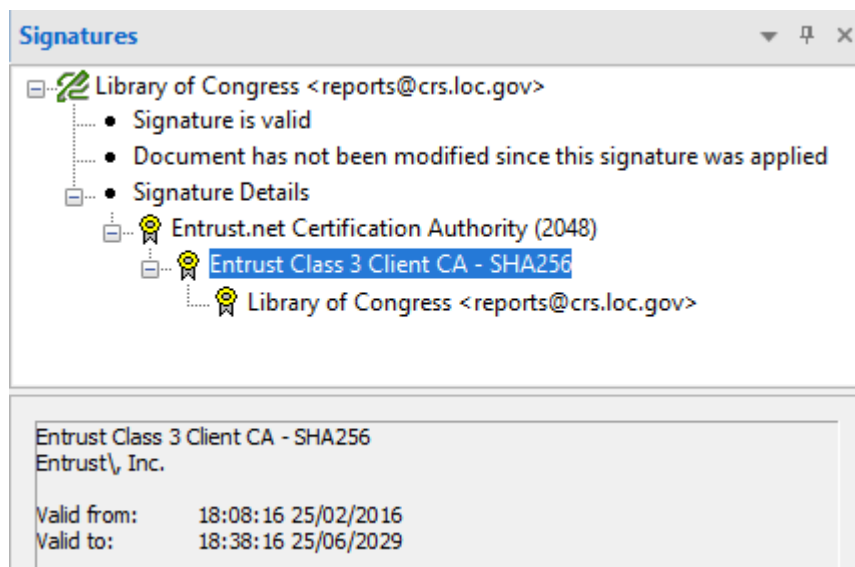 Signatures
Library of Congress <reports@crs.loc.gov>
Signature is valid
Document has not been modified since this signature was applied
Signature Details
Entrust.net Certification Authority (2048)
Entrust Class 3 Client CA - SHA256
Library of Congress <reports@crs.loc.gov>
Entrust Class 3 Client CA - SHA256
Entrust\, Inc.
Valid from: 18:08:16 25/02/2016
Valid to: 18:38:16 25/06/2029